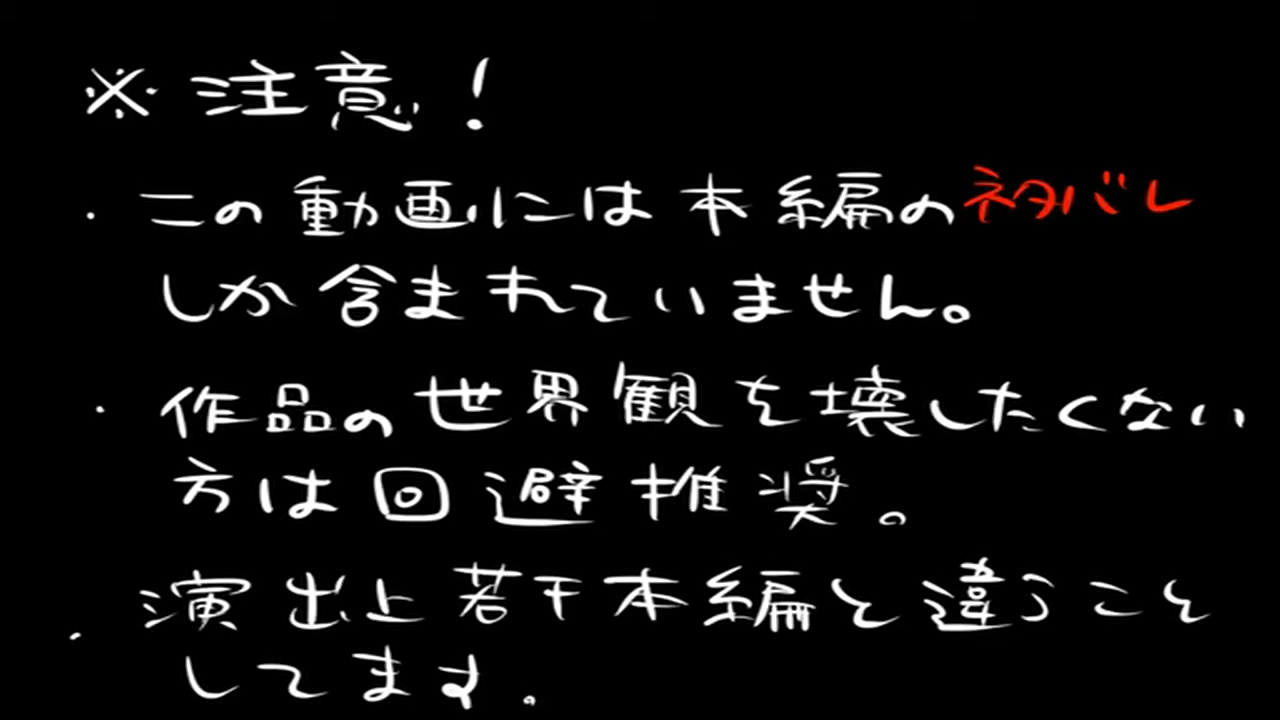 ※注意!
・この動画には本編のネタバレ
しか含まれていません。
・作品の世界観を壊したくない
方は回避推奨。
・演出上若干本編と違うこと
してます。